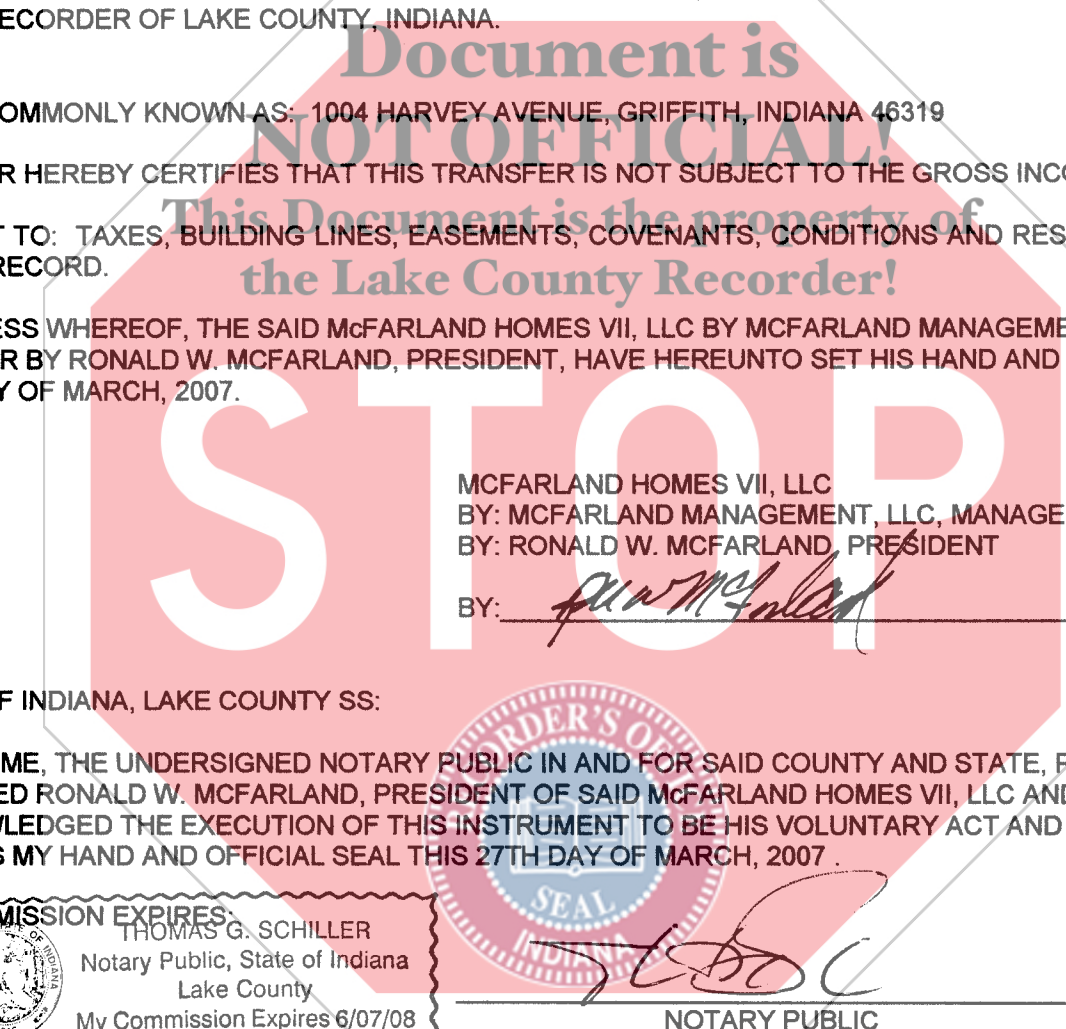 ECORDER OF LAKE COUNTY, INDIANA.
Document is
OMMONLY KNOWN AS: 1004 HARVEY AVENUE, GRIFFITH, INDIANA 46319
NOT OFFICIAL!
R HEREBY CERTIFIES THAT THIS TRANSFER IS NOT SUBJECT TO THE GROSS INCO
This Document is the property of
T TO: TAXES, BUILDING LINES, EASEMENTS, COVENANTS, CONDITIONS AND RES
RECORD.
the Lake County Recorder!
ESS WHEREOF, THE SAID McFARLAND HOMES VII, LLC BY MCFARLAND MANAGEME
R BY RONALD W. MCFARLAND, PRESIDENT, HAVE HEREUNTO SET HIS HAND AND
Y OF MARCH, 2007.
STOP
MCFARLAND HOMES VII, LLC
BY: MCFARLAND MANAGEMENT, LLC, MANAGE
BY: RONALD W. MCFARLAND, PRESIDENT
BY:
F INDIANA, LAKE COUNTY SS:
RECORDER'S OFFICE
ME, THE UNDERSIGNED NOTARY PUBLIC IN AND FOR SAID COUNTY AND STATE, P
ED RONALD W. MCFARLAND, PRESIDENT OF SAID McFARLAND HOMES VII, LLC AND
WLEDGED THE EXECUTION OF THIS INSTRUMENT TO BE HIS VOLUNTARY ACT AND
S MY HAND AND OFFICIAL SEAL THIS 27TH DAY OF MARCH, 2007 .
SEAL
INDIANA
MISSION EXPIRES:
THOMAS G. SCHILLER
Notary Public, State of Indiana
Lake County
My Commission Expires 6/07/08
NOTARY PUBLIC